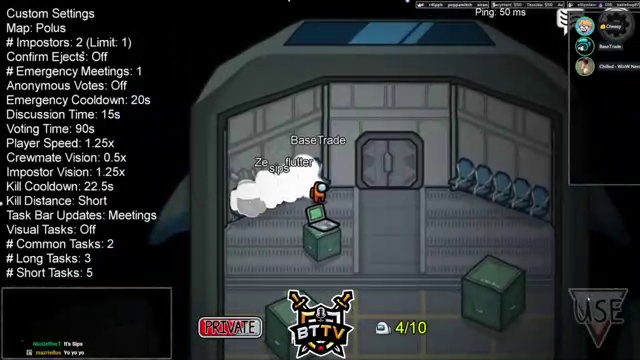 Custom Settings
Map: Polus
# Impostors: 2 (Limit: 1)
Confirm Ejects: Off
# Emergency Meetings: 1
Anonymous Votes: Off
Emergency Cooldown: 20s
Discussion Time: 15s
Voting Time: 90s
Player Speed: 1.25x
Crewmate Vision: 0.5x
Impostor Vision: 1.25x
Kill Cooldown: 22.5s
Kill Distance: Short
Task Bar Updates: Meetings
Visual Tasks: Off
# Common Tasks: 2
# Long Tasks: 3
# Short Tasks: 5
Ping: 50 ms
BaseTrade
BaseTrade
Ze
sips
flutter
PRIVATE
BTTV
4/10
USE
It's Sips
Yo yo yo